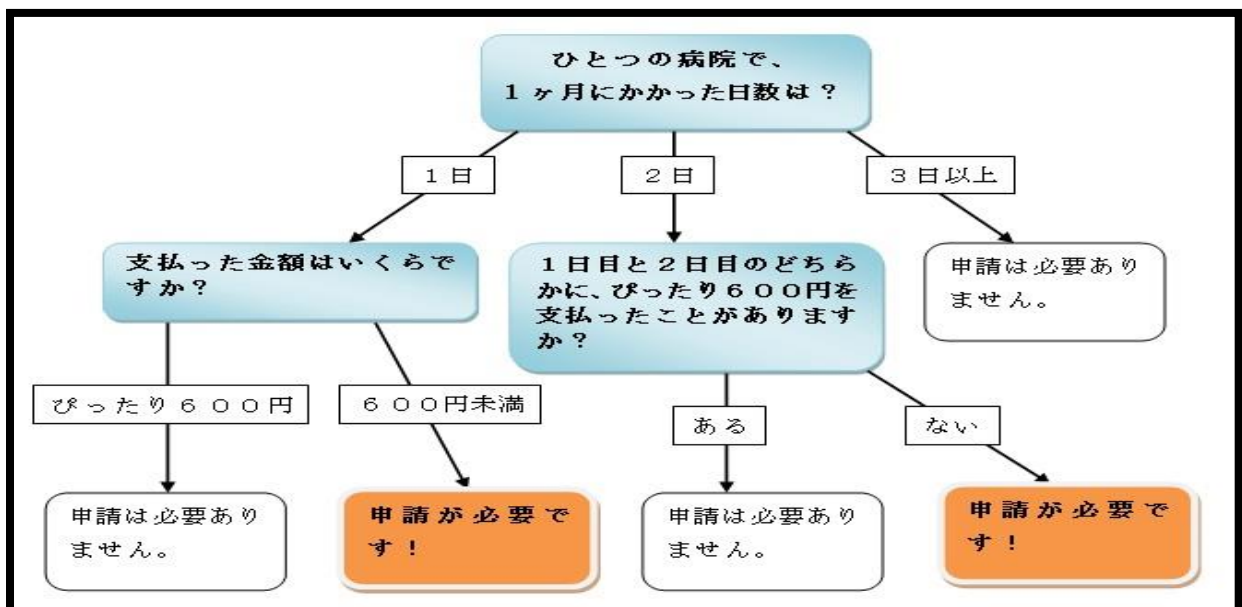 ひとつの病院で、
１ヶ月にかかった日数は？
１日
２日
３日以上
支払った金額はいくらで
すか？
１日目と２日目のどちら
かに、ぴったり６００円を
支払ったことがあります
か？
申請は必要あり
ません。
ぴったり６００円
６００円未満
ある
ない
申請は必要あり
ません。
申請が必要で
す！
申請は必要あり
ません。
申請が必要で
す！